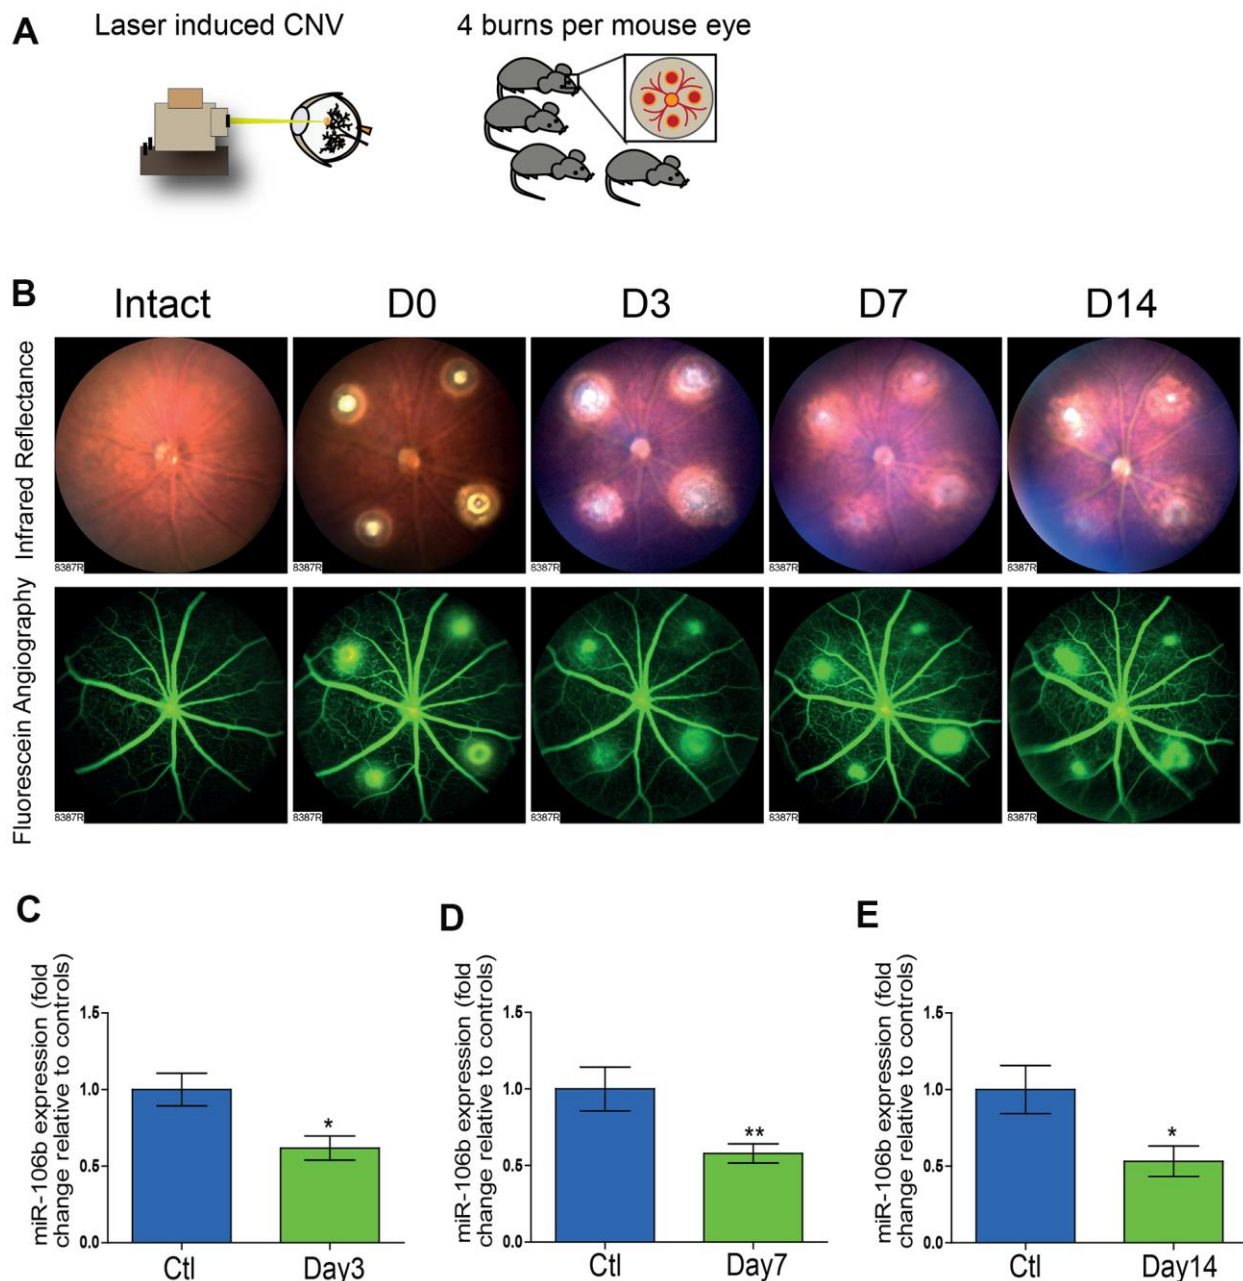 A
Laser induced CNV
4 burns per mouse eye
B
Intact
D0
D3
D7
D14
Infrared Reflectance
8387R
8387R
8387R
8387R
8387R
Fluorescein Angiography
8387R
8387R
8387R
8387R
8387R
C
miR-106b expression (fold
change relative to controls)
1.5
1.0
0.5
0.0
*
Ctl
Day3
D
miR-106b expression (fold
change relative to controls)
1.5
1.0
0.5
0.0
**
Ctl
Day7
E
miR-106b expression (fold
change relative to controls)
1.5
1.0
0.5
0.0
*
Ctl
Day14